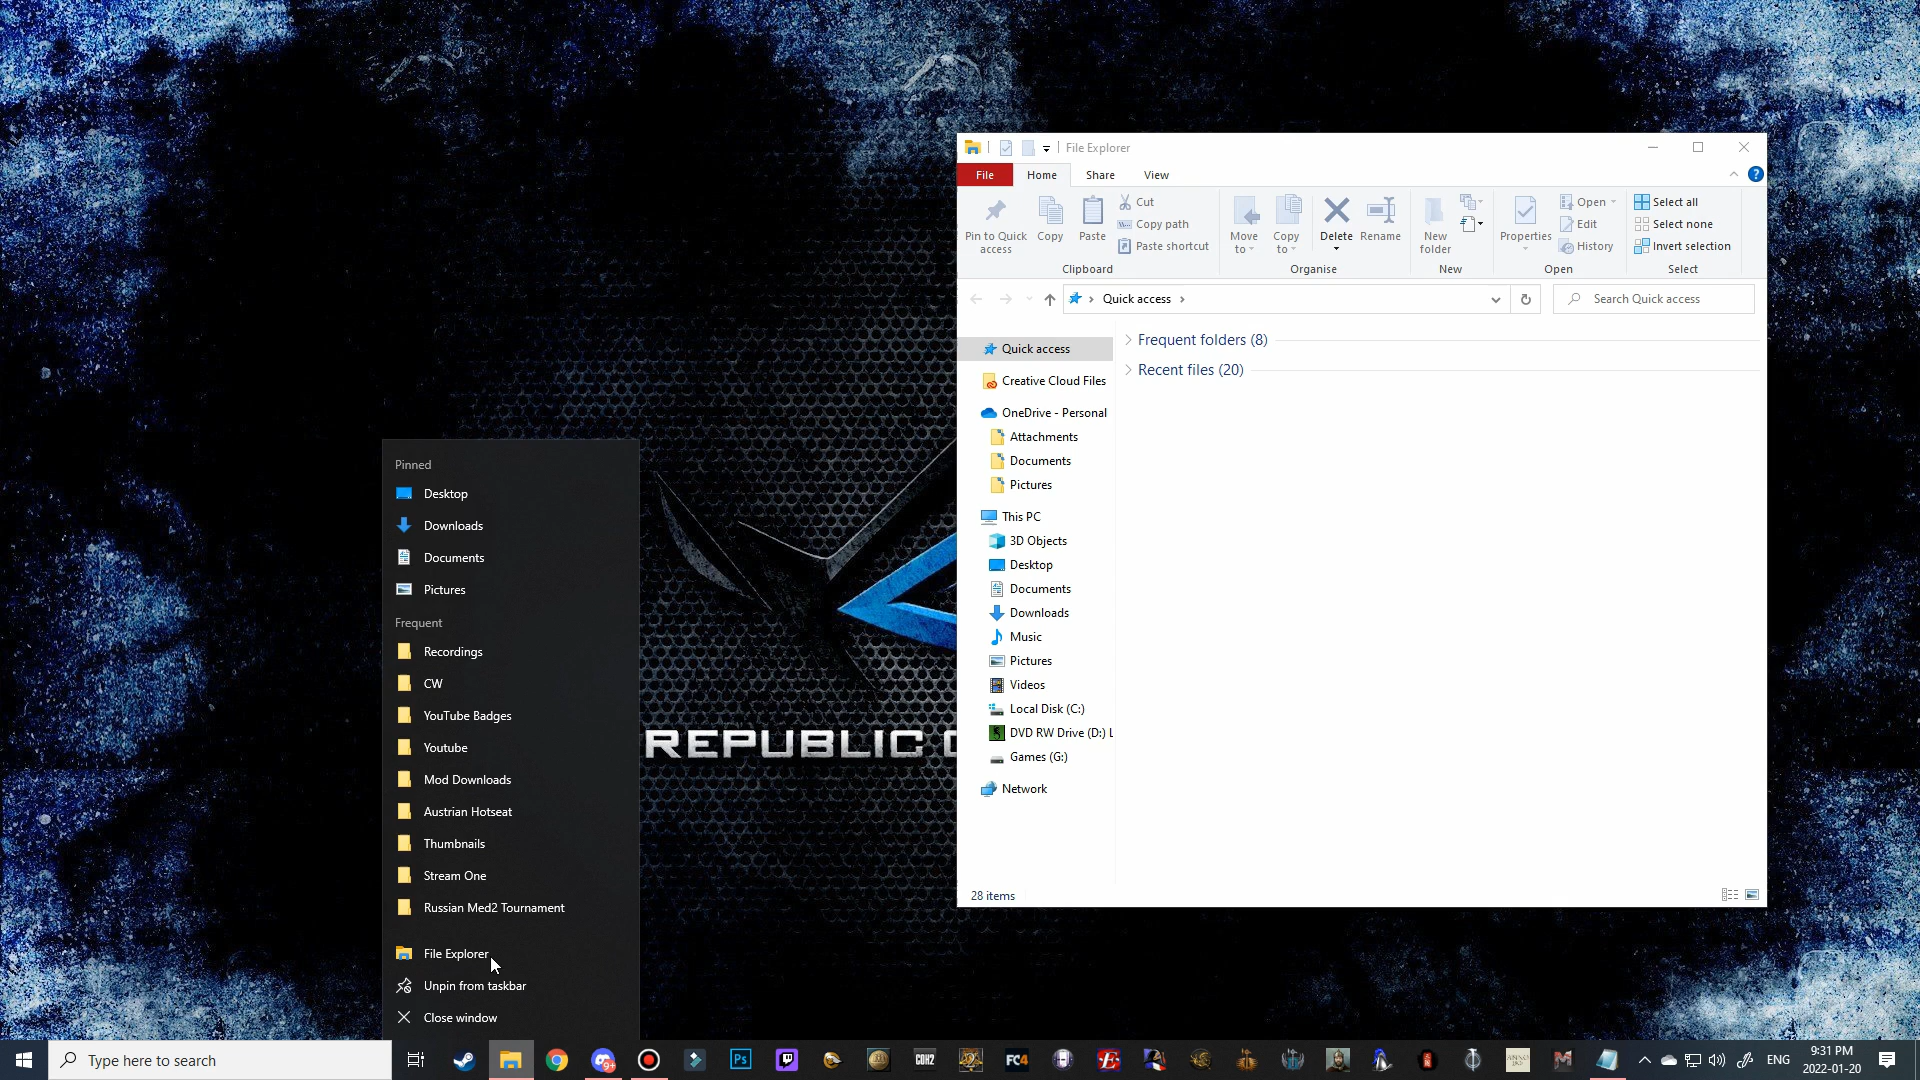 File Explorer
File
Home
Share
View
Pin to Quick access
Copy
Paste
Cut
Copy path
Paste shortcut
Move to
Copy to
Delete
Rename
New folder
Properties
Open
Edit
History
Select all
Select none
Invert selection
Clipboard
Organise
New
Open
Select
Quick access
Search Quick access
Quick access
Creative Cloud Files
OneDrive - Personal
Attachments
Documents
Pictures
This PC
3D Objects
Desktop
Documents
Downloads
Music
Pictures
Videos
Local Disk (C:)
DVD RW Drive (D:) L
Games (G:)
Network
Frequent folders (8)
Recent files (20)
28 items
REPUBLIC
Pinned
Desktop
Downloads
Documents
Pictures
Frequent
Recordings
CW
YouTube Badges
Youtube
Mod Downloads
Austrian Hotseat
Thumbnails
Stream One
Russian Med2 Tournament
File Explorer
Unpin from taskbar
Close window
Type here to search
9+
Ps
COH2
FC4
ENG
9:31 PM
2022-01-20